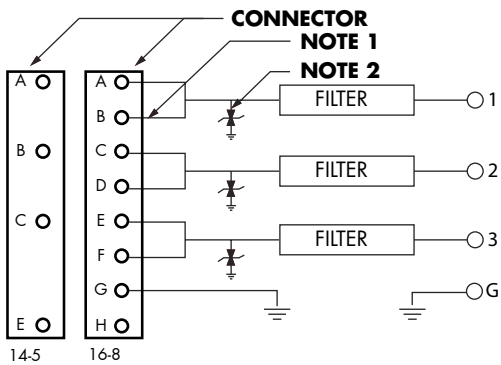 CONNECTOR
NOTE 1
NOTE 2
A
B
C
E
14-5
A
B
C
D
E
F
G
H
16-8
FILTER
1
FILTER
2
FILTER
3
G